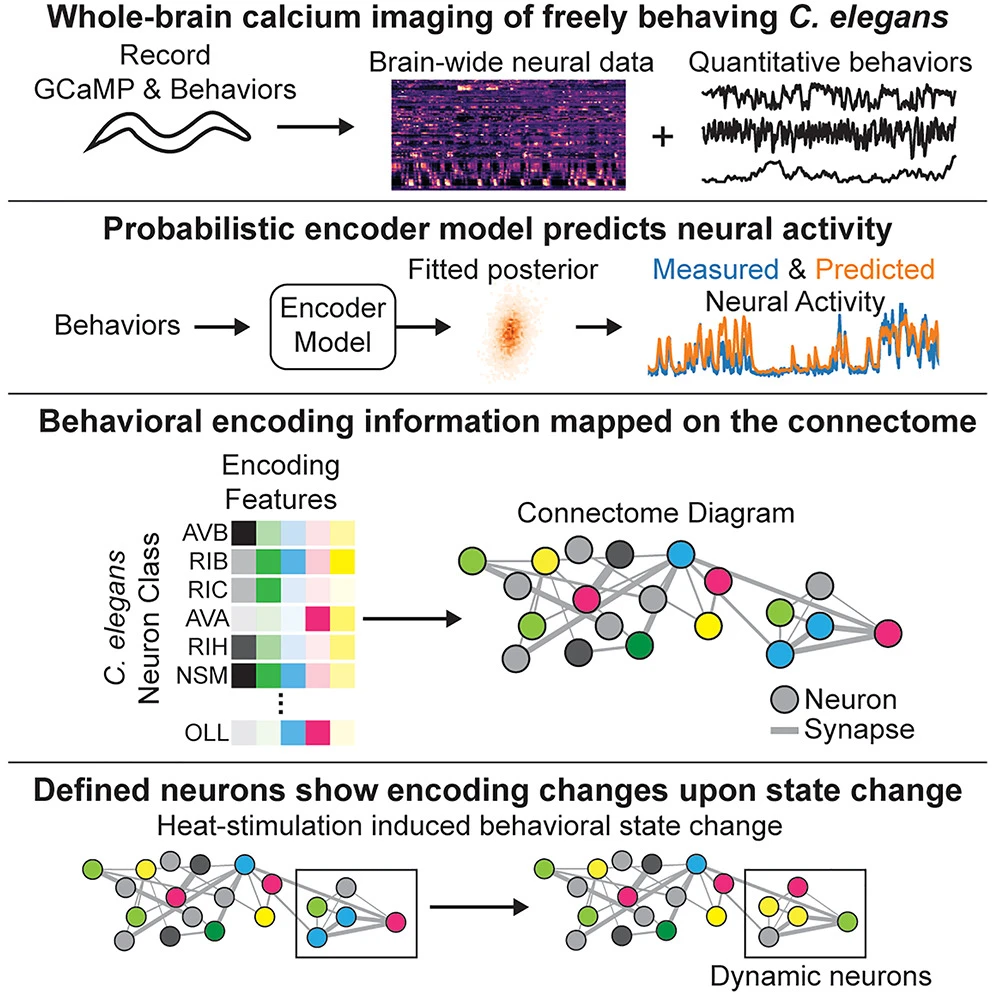 Whole-brain calcium imaging of freely behaving C. elegans
Record
GCaMP & Behaviors
Brain-wide neural data
+
Quantitative behaviors
Probabilistic encoder model predicts neural activity
Behaviors
Encoder
Model
Fitted posterior
Measured & Predicted
Neural Activity
Behavioral encoding information mapped on the connectome
Encoding
Features
C. elegans
Neuron Class
AVB
RIB
RIC
AVA
RIH
NSM
OLL
Connectome Diagram
Neuron
Synapse
Defined neurons show encoding changes upon state change
Heat-stimulation induced behavioral state change
Dynamic neurons